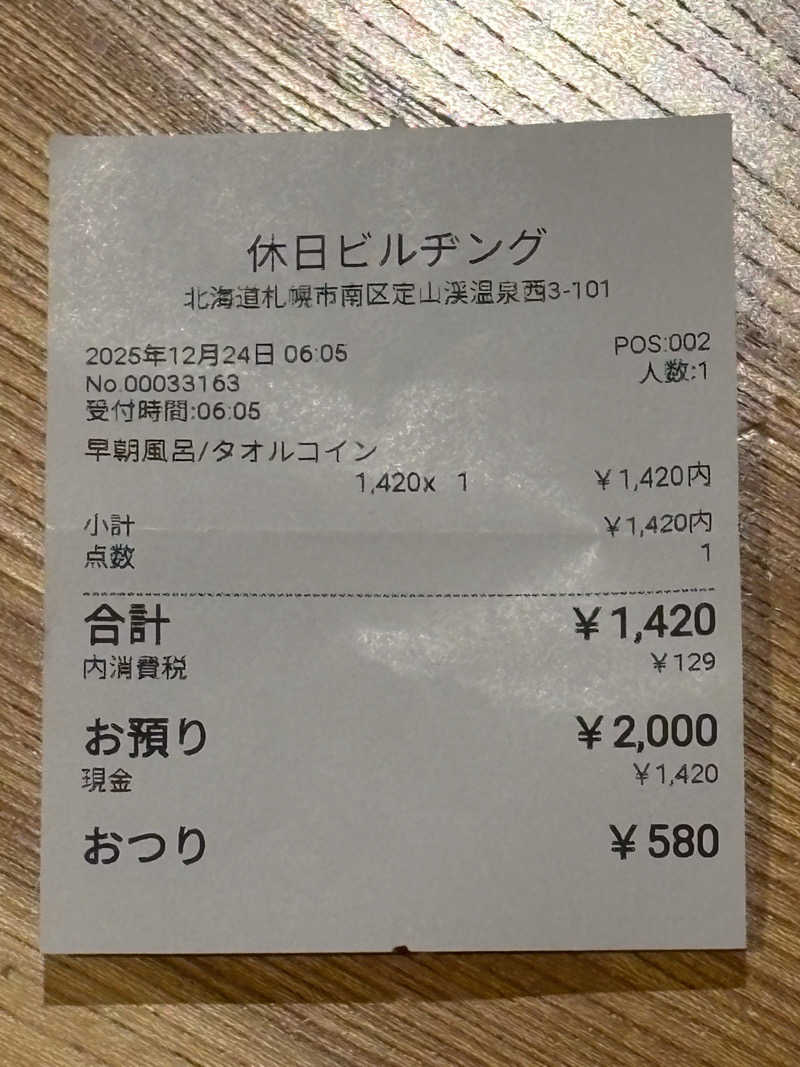 休日ビルヂング
北海道札幌市南区定山渓温泉西3-101
2025年12月24日 06:05 POS:002
No.00033163 人数:1
受付時間:06:05
早朝風呂/タオルコイン
1,420x 1 ¥1,420内
小計 ¥1,420内
点数 1
合計 ¥1,420
内消費税 ¥129
お預り ¥2,000
現金 ¥1,420
おつり ¥580